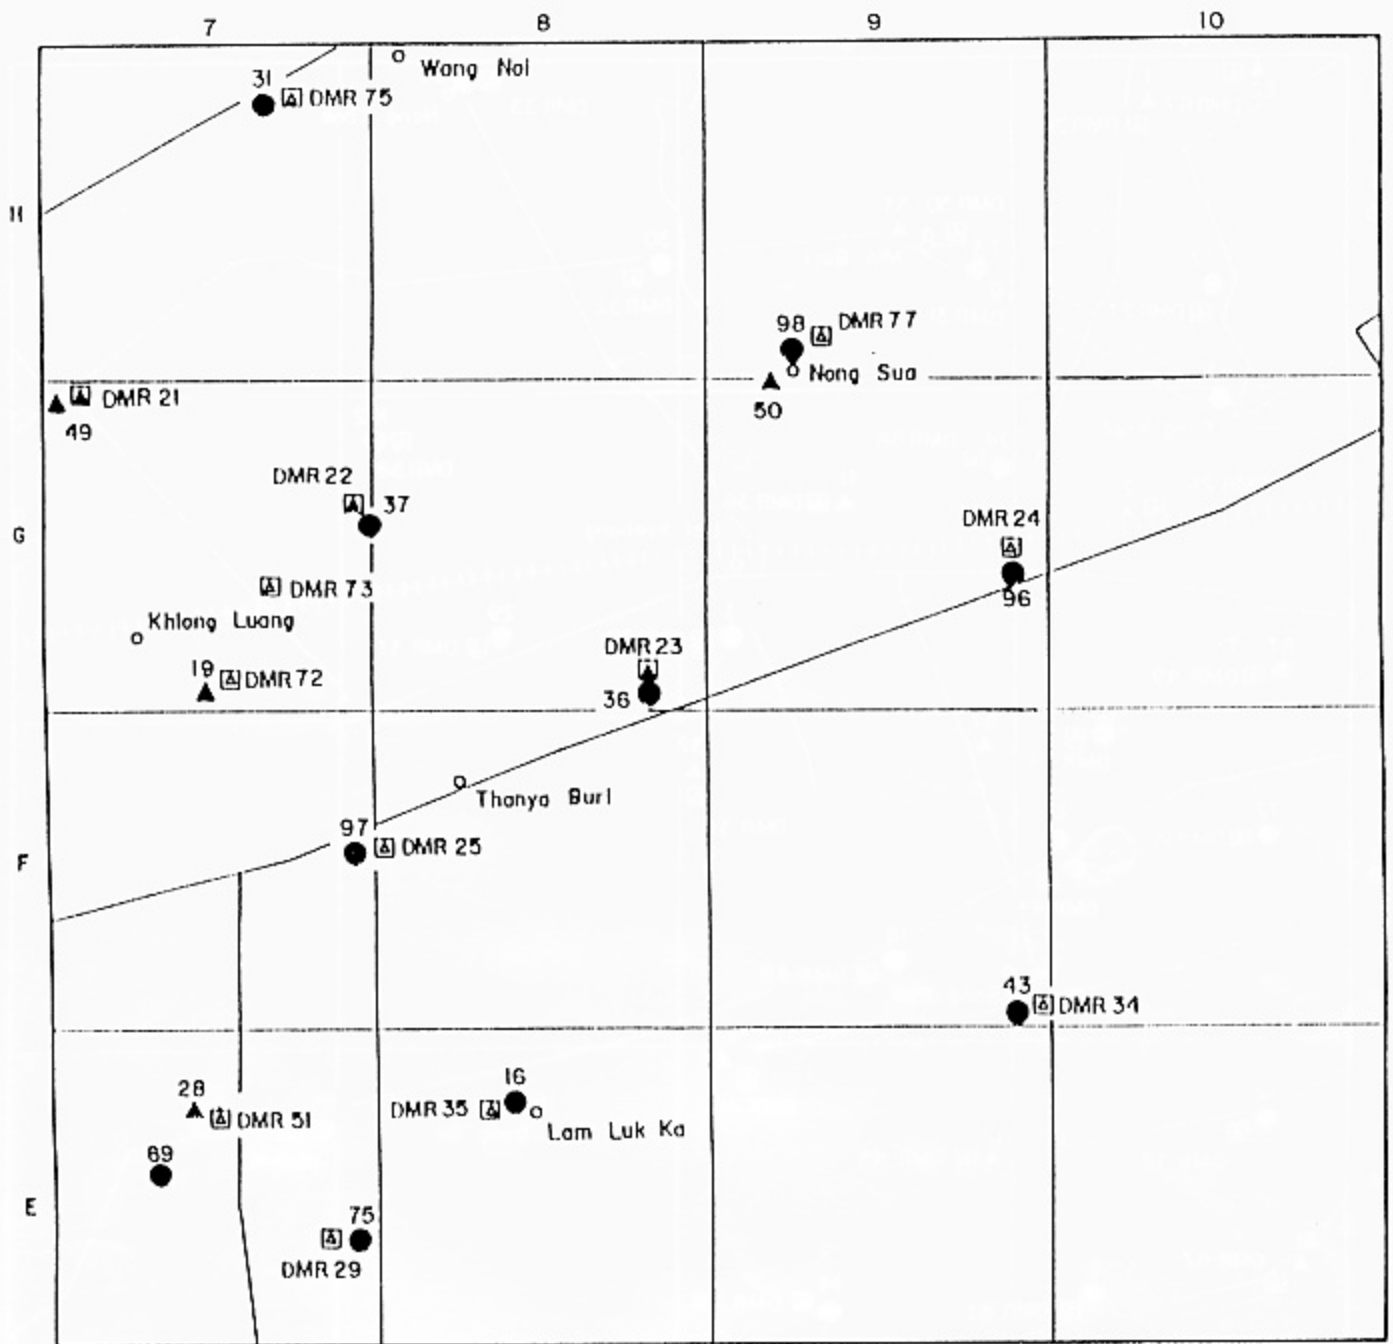 7 8 9 10
Wang Noi
31
DMR 75
H
98
DMR 77
Nong Sua
50
DMR 21
49
DMR 22
37
G
DMR 24
96
DMR 73
Khlong Luang
DMR 23
36
19
DMR 72
Thanya Buri
97
DMR 25
F
43
DMR 34
16
DMR 35
Lam Luk Ka
28
DMR 51
89
E
75
DMR 29